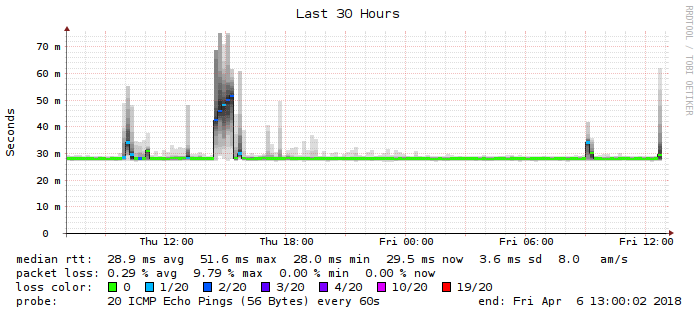 Last 30 Hours
RRDTOOL / TOBI OETIKER
Seconds
70 m
60 m
50 m
40 m
30 m
20 m
10 m
0
Thu 12:00 Thu 18:00 Fri 00:00 Fri 06:00 Fri 12:00
median rtt: 28.9 ms avg 51.6 ms max 28.0 ms min 29.5 ms now 3.6 ms sd 8.0 am/s
packet loss: 0.29 % avg 9.79 % max 0.00 % min 0.00 % now
loss color: 0 1/20 2/20 3/20 4/20 10/20 19/20
probe: 20 ICMP Echo Pings (56 Bytes) every 60s end: Fri Apr 6 13:00:02 2018